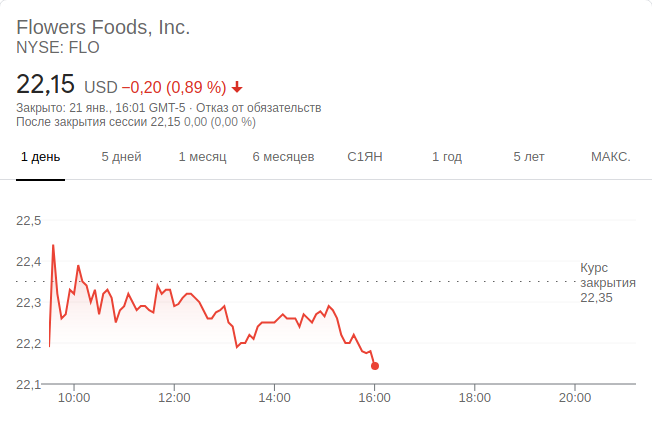 Flowers Foods, Inc.
NYSE: FLO
22,15 USD −0,20 (0,89 %)
Закрыто: 21 янв., 16:01 GMT-5 · Отказ от обязательств
После закрытия сессии 22,15 0,00 (0,00 %)
1 день 5 дней 1 месяц 6 месяцев С1ЯН 1 год 5 лет МАКС.
22,5
22,4
22,3
22,2
22,1
Курс
закрытия
22,35
10:00 12:00 14:00 16:00 18:00 20:00